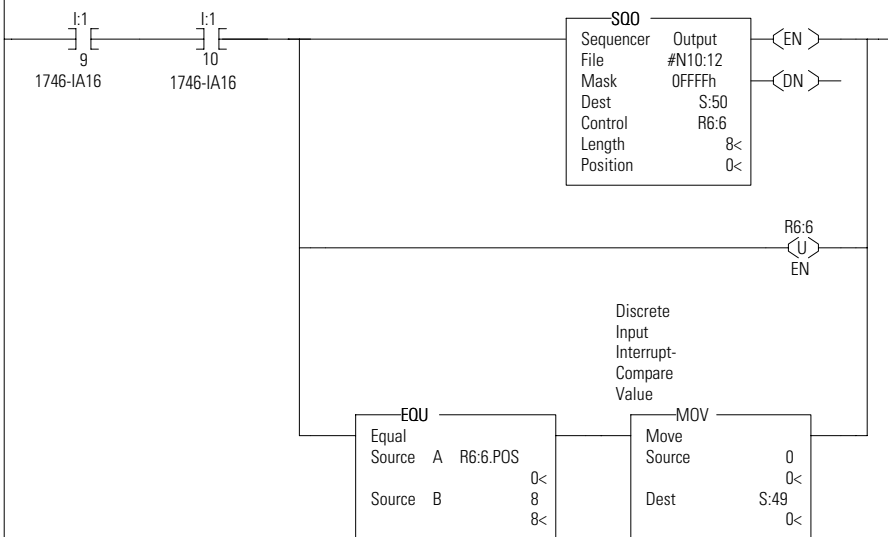 I:1
9
1746-IA16
I:1
10
1746-IA16
SQO
Sequencer Output
File #N10:12
Mask 0FFFFh
Dest S:50
Control R6:6
Length 8<
Position 0<
EN
DN
R6:6
U
EN
Discrete
Input
Interrupt-
Compare
Value
EQU
Equal
Source A R6:6.POS
0<
Source B 8
8<
MOV
Move
Source 0
0<
Dest S:49
0<